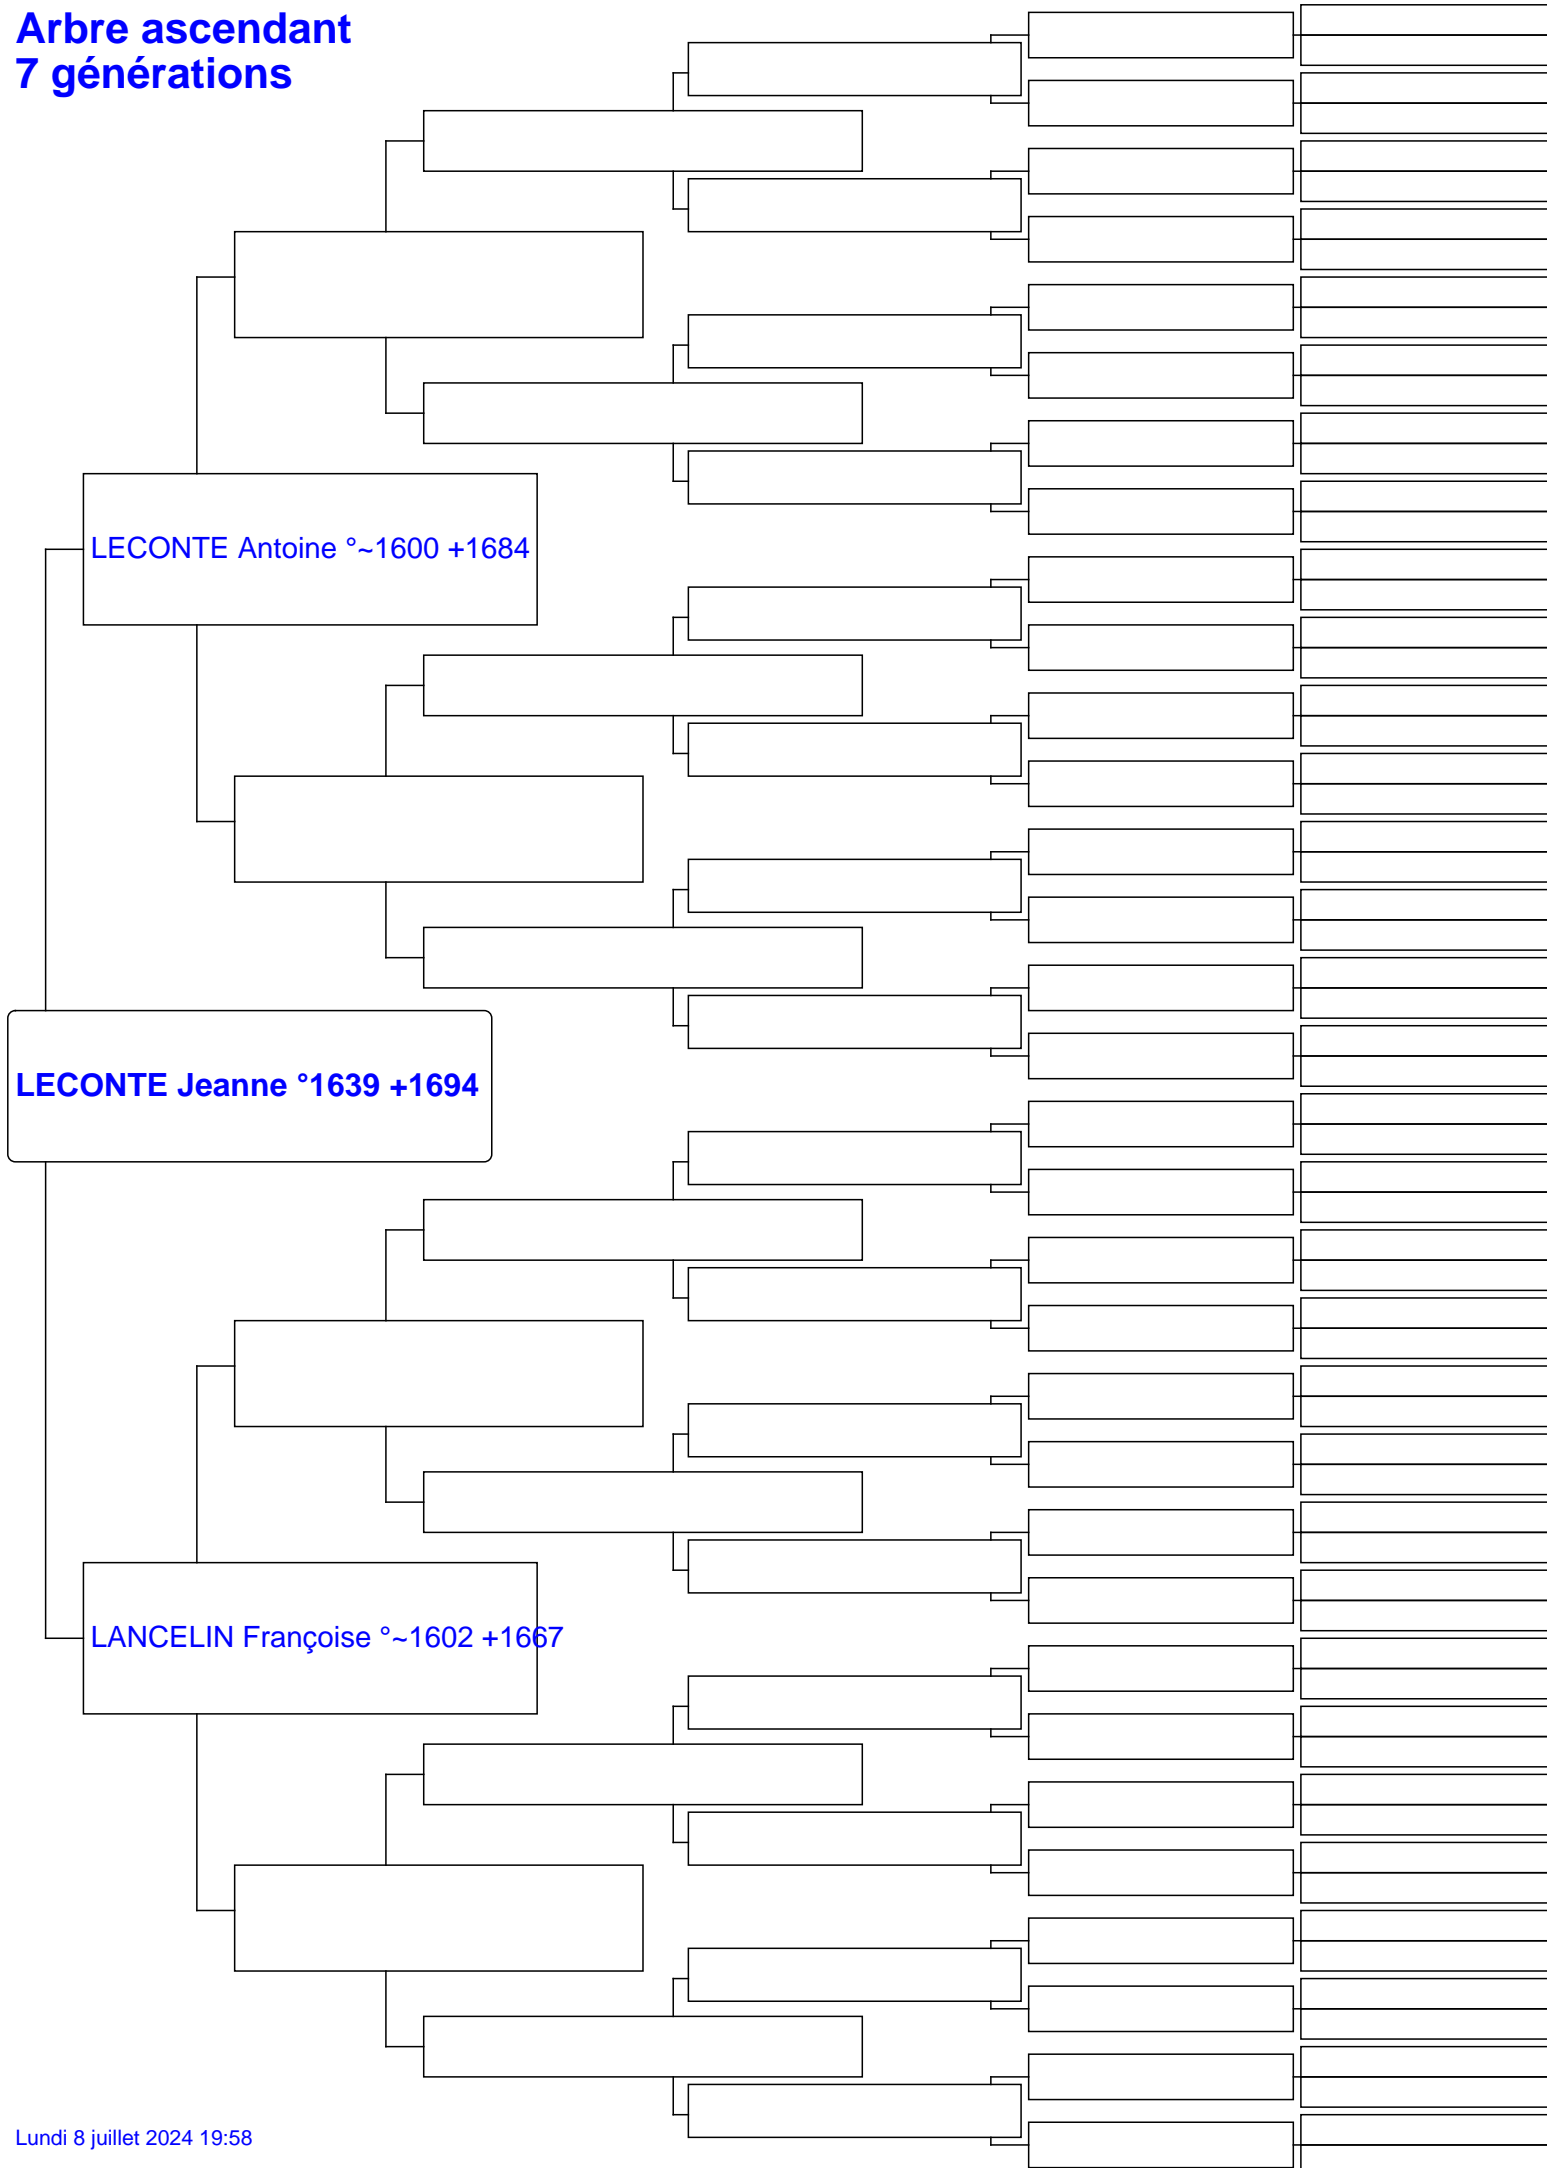 Arbre ascendant
7 générations
LECONTE Antoine °~1600 +1684
LECONTE Jeanne °1639 +1694
LANCELIN Françoise °~1602 +1667
Lundi 8 juillet 2024 19:58